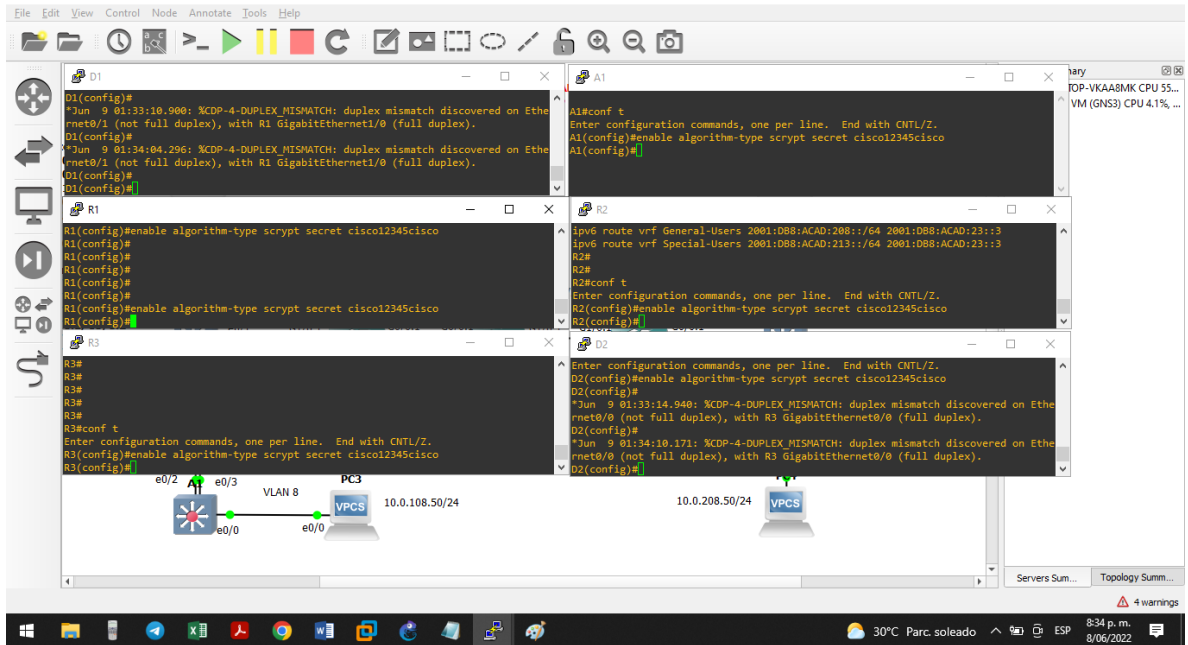 File Edit View Control Node Annotate Tools Help
D1
D1(config)#
*Jun  9 01:33:10.900: %CDP-4-DUPLEX_MISMATCH: duplex mismatch discovered on Ethe
rnet0/1 (not full duplex), with R1 GigabitEthernet1/0 (full duplex).
D1(config)#
*Jun  9 01:34:04.296: %CDP-4-DUPLEX_MISMATCH: duplex mismatch discovered on Ethe
rnet0/1 (not full duplex), with R1 GigabitEthernet1/0 (full duplex).
D1(config)#
D1(config)#
A1
A1#conf t
Enter configuration commands, one per line.  End with CNTL/Z.
A1(config)#enable algorithm-type scrypt secret cisco12345cisco
A1(config)#
R1
R1(config)#enable algorithm-type scrypt secret cisco12345cisco
R1(config)#
R1(config)#
R1(config)#
R1(config)#
R1(config)#enable algorithm-type scrypt secret cisco12345cisco
R1(config)#
R2
ipv6 route vrf General-Users 2001:DB8:ACAD:208::/64 2001:DB8:ACAD:23::3
ipv6 route vrf Special-Users 2001:DB8:ACAD:213::/64 2001:DB8:ACAD:23::3
R2#
R2#
R2#conf t
Enter configuration commands, one per line.  End with CNTL/Z.
R2(config)#enable algorithm-type scrypt secret cisco12345cisco
R2(config)#
R3
R3#
R3#
R3#
R3#
R3#
R3#conf t
Enter configuration commands, one per line.  End with CNTL/Z.
R3(config)#enable algorithm-type scrypt secret cisco12345cisco
R3(config)#
D2
Enter configuration commands, one per line.  End with CNTL/Z.
D2(config)#enable algorithm-type scrypt secret cisco12345cisco
D2(config)#
*Jun  9 01:33:14.940: %CDP-4-DUPLEX_MISMATCH: duplex mismatch discovered on Ethe
rnet0/0 (not full duplex), with R3 GigabitEthernet0/0 (full duplex).
D2(config)#
*Jun  9 01:34:10.171: %CDP-4-DUPLEX_MISMATCH: duplex mismatch discovered on Ethe
rnet0/0 (not full duplex), with R3 GigabitEthernet0/0 (full duplex).
D2(config)#
ary
TOP-VKAA8MK CPU 55...
VM (GNS3) CPU 4.1%, ...
e0/2 A1 e0/3
VLAN 8
PC3
VPCS
10.0.108.50/24
e0/0
e0/0
10.0.208.50/24
VPCS
Servers Sum...
Topology Summ...
4 warnings
30°C Parc. soleado
ESP
8:34 p. m.
8/06/2022